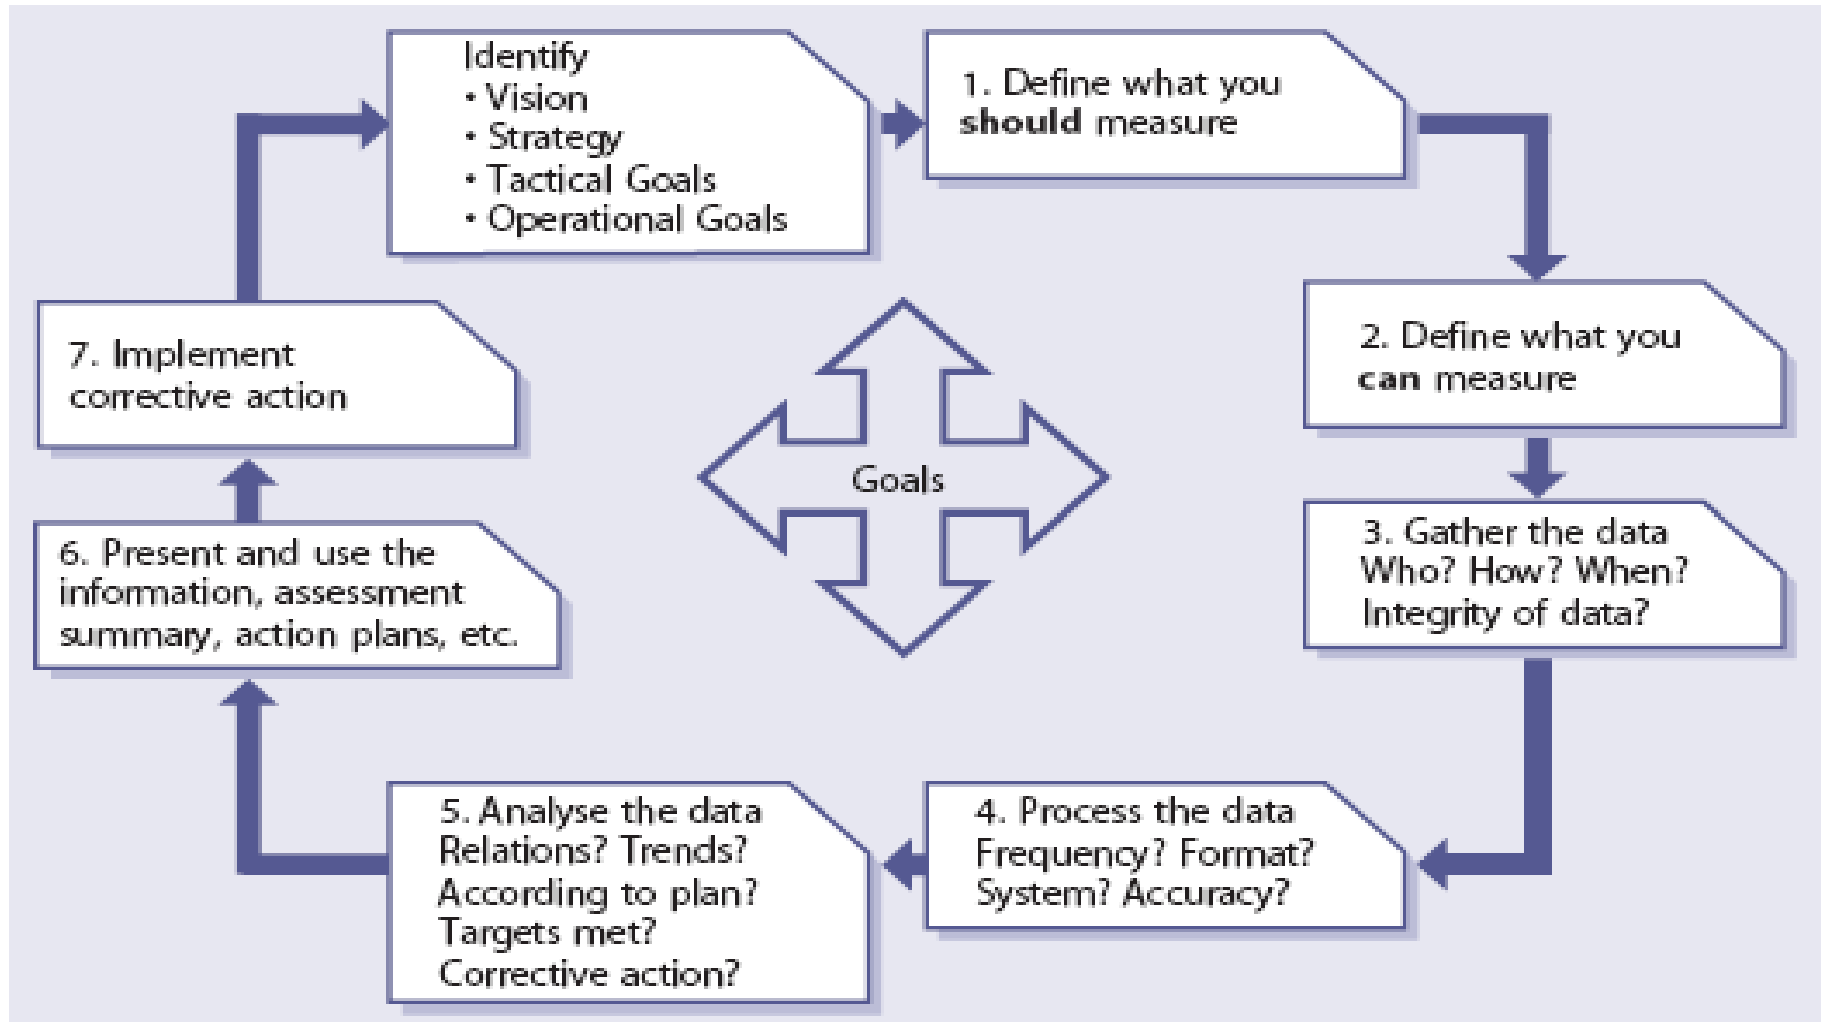 Identify
• Vision
• Strategy
• Tactical Goals
• Operational Goals
1. Define what you
should measure
2. Define what you
can measure
3. Gather the data
Who? How? When?
Integrity of data?
4. Process the data
Frequency? Format?
System? Accuracy?
5. Analyse the data
Relations? Trends?
According to plan?
Targets met?
Corrective action?
6. Present and use the
information, assessment
summary, action plans, etc.
7. Implement
corrective action
Goals